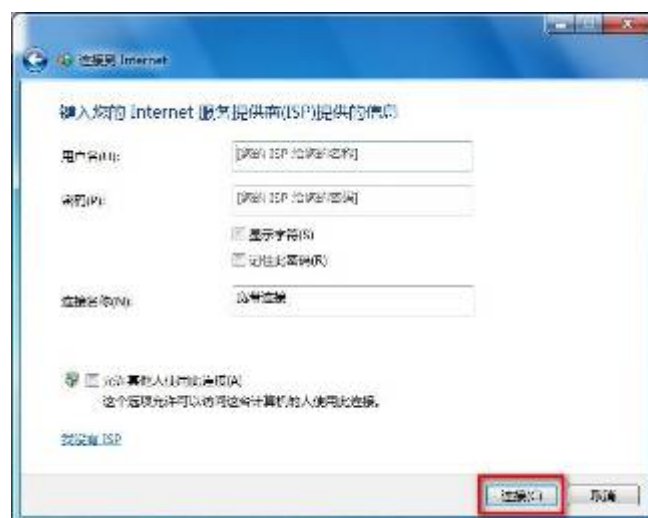 连接到 Internet
键入您的 Internet 服务提供商(ISP)提供的信息
用户名(U):
[您的 ISP 给您的名称]
密码(P):
[您的 ISP 给您的密码]
显示字符(S)
记住此密码(R)
连接名称(N):
宽带连接
允许其他人使用此连接(A)
这个选项允许可以访问这台计算机的人使用此连接。
我没有 ISP
连接(C)
取消